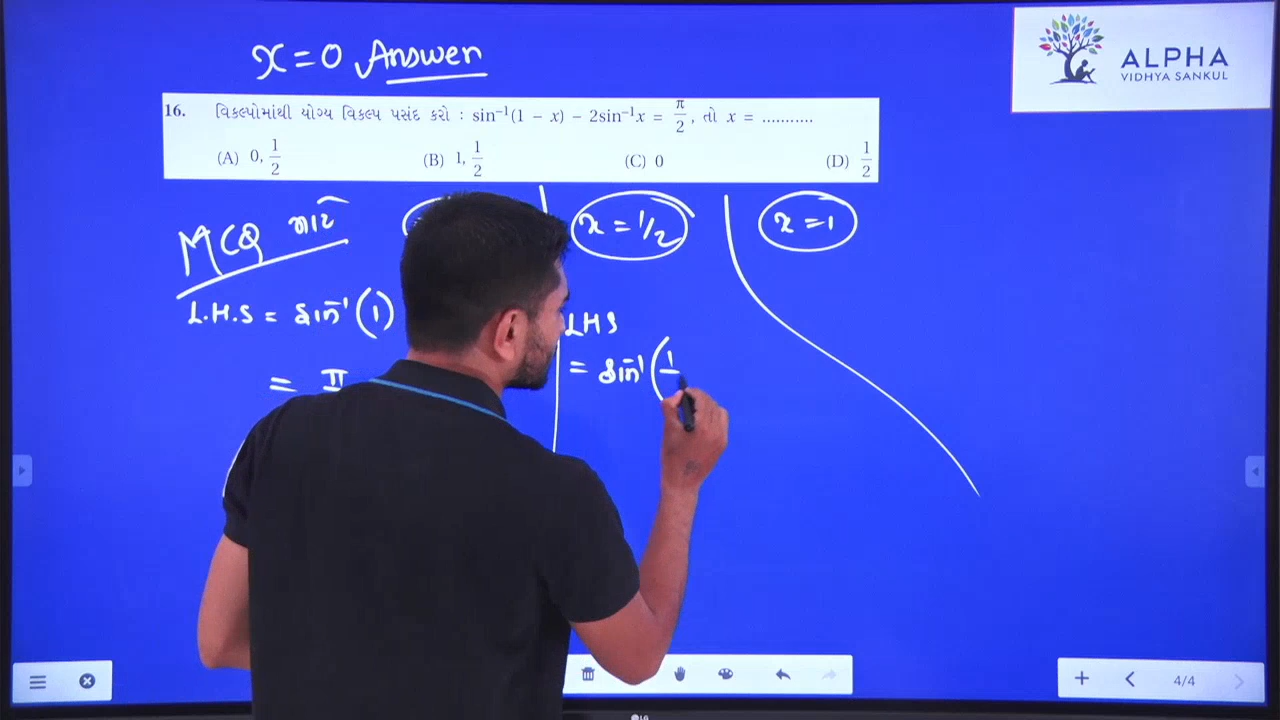 x = 0 Answer
ALPHA
VIDHYA SANKUL
16. વિકલ્પોમાંથી યોગ્ય વિકલ્પ પસંદ કરો : sin⁻¹(1 − x) − 2sin⁻¹x = π/2, તો x = ...........
(A) 0, 1/2 (B) 1, 1/2 (C) 0 (D) 1/2
MCQ માટે
x = 1/2
x = 1
L.H.S = sin⁻¹(1)
LHS
= π
= sin⁻¹(1
4/4
LG